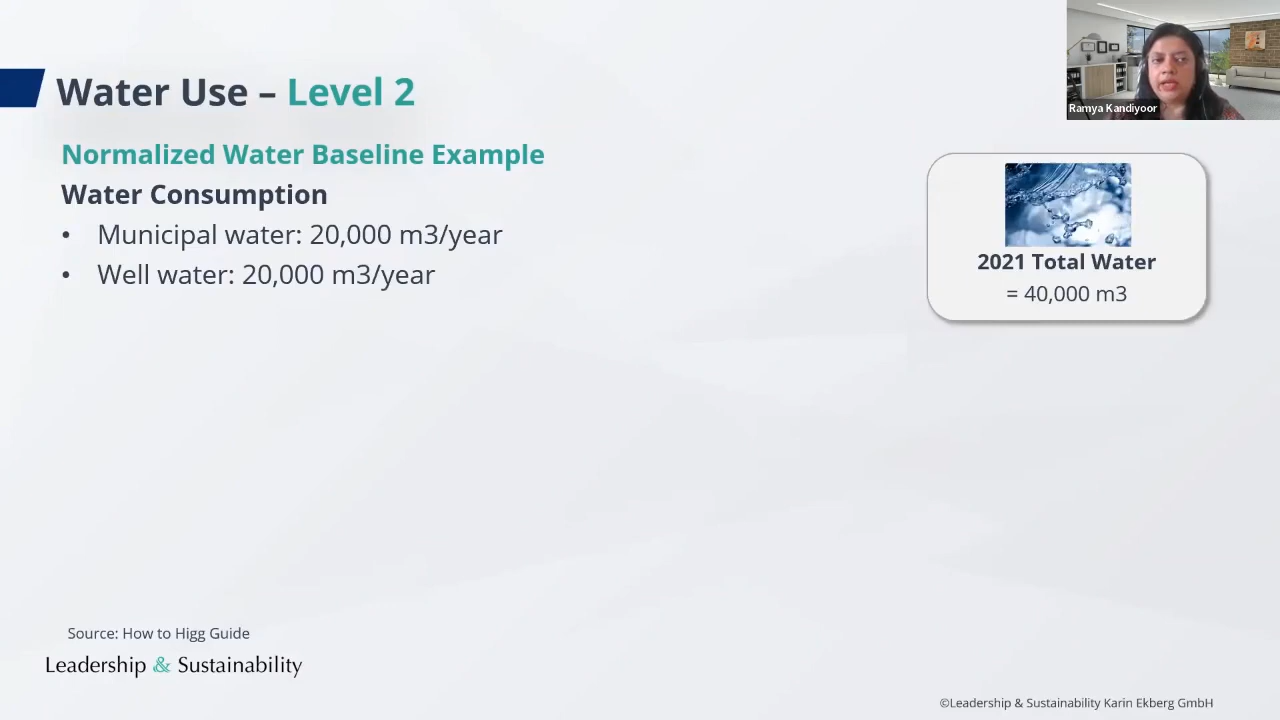 Water Use – Level 2
Ramya Kandiyoor
Normalized Water Baseline Example
Water Consumption
• Municipal water: 20,000 m3/year
• Well water: 20,000 m3/year
2021 Total Water
= 40,000 m3
Source: How to Higg Guide
Leadership & Sustainability
©Leadership & Sustainability Karin Ekberg GmbH